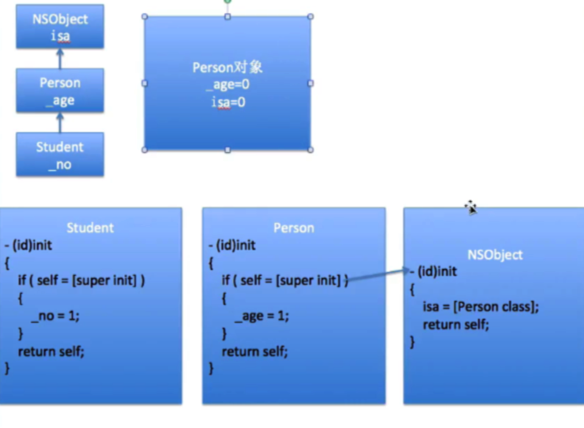 NSObject
isa
Person
_age
Student
_no
Person对象
_age=0
isa=0
Student
- (id)init
{
if ( self = [super init] )
{
_no = 1;
}
return self;
}
Person
- (id)init
{
if ( self = [super init] )
{
_age = 1;
}
return self;
}
NSObject
- (id)init
{
isa = [Person class];
return self;
}